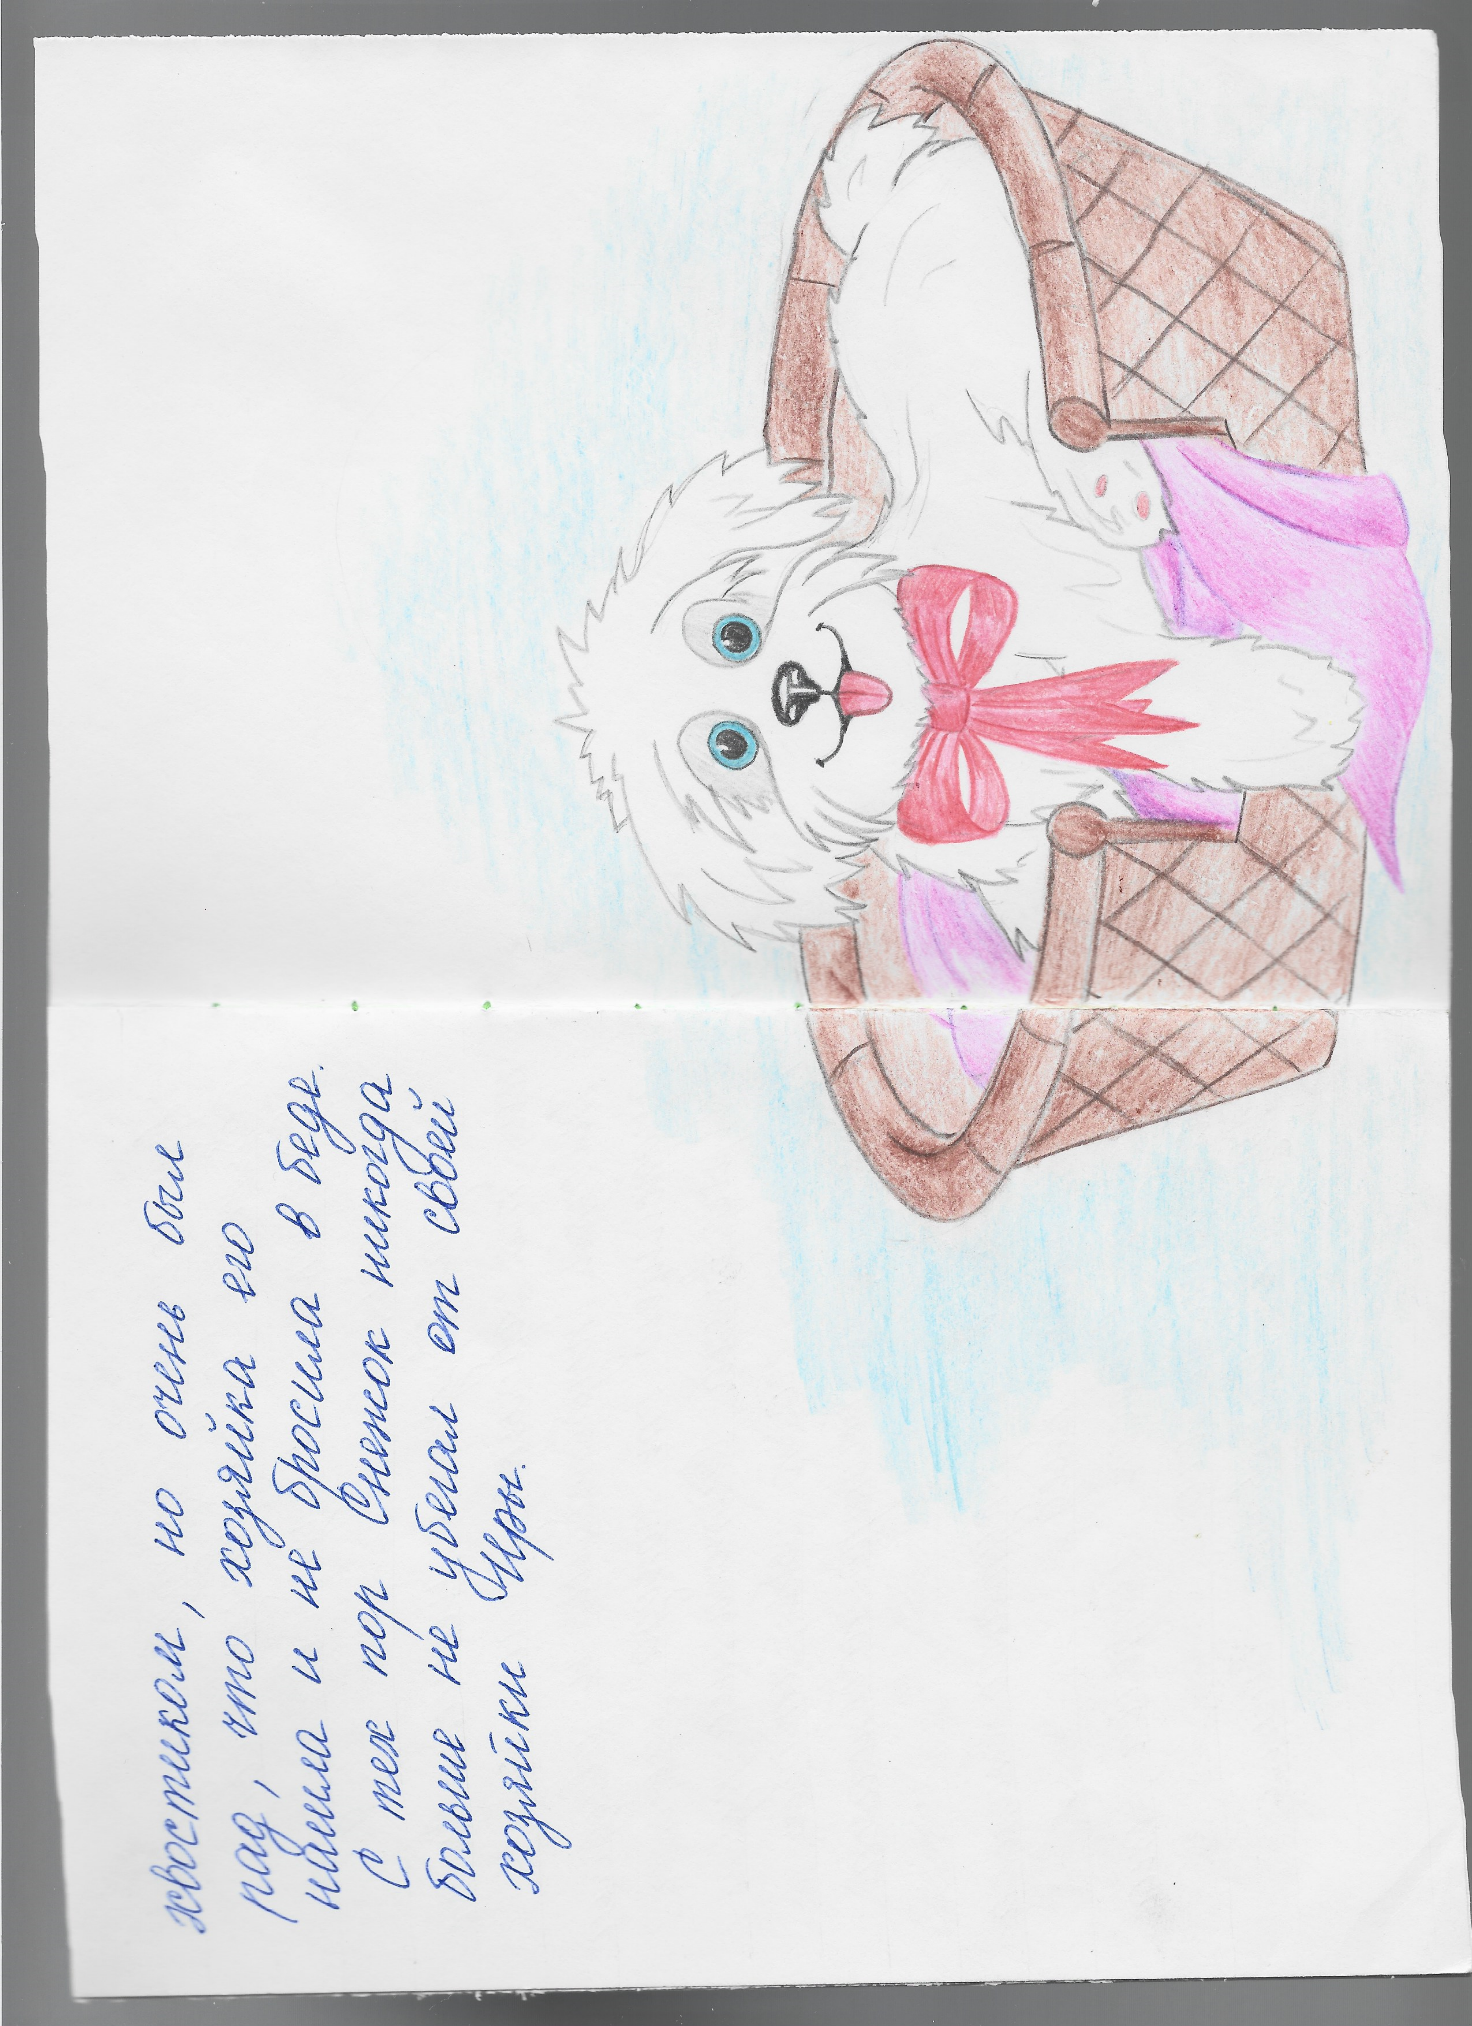 хвостиком, но очень был
рад, что хозяйка его
нашла и не бросила в беде.
С тех пор Снежок никогда
больше не убегал от своей
хозяйки Иры.